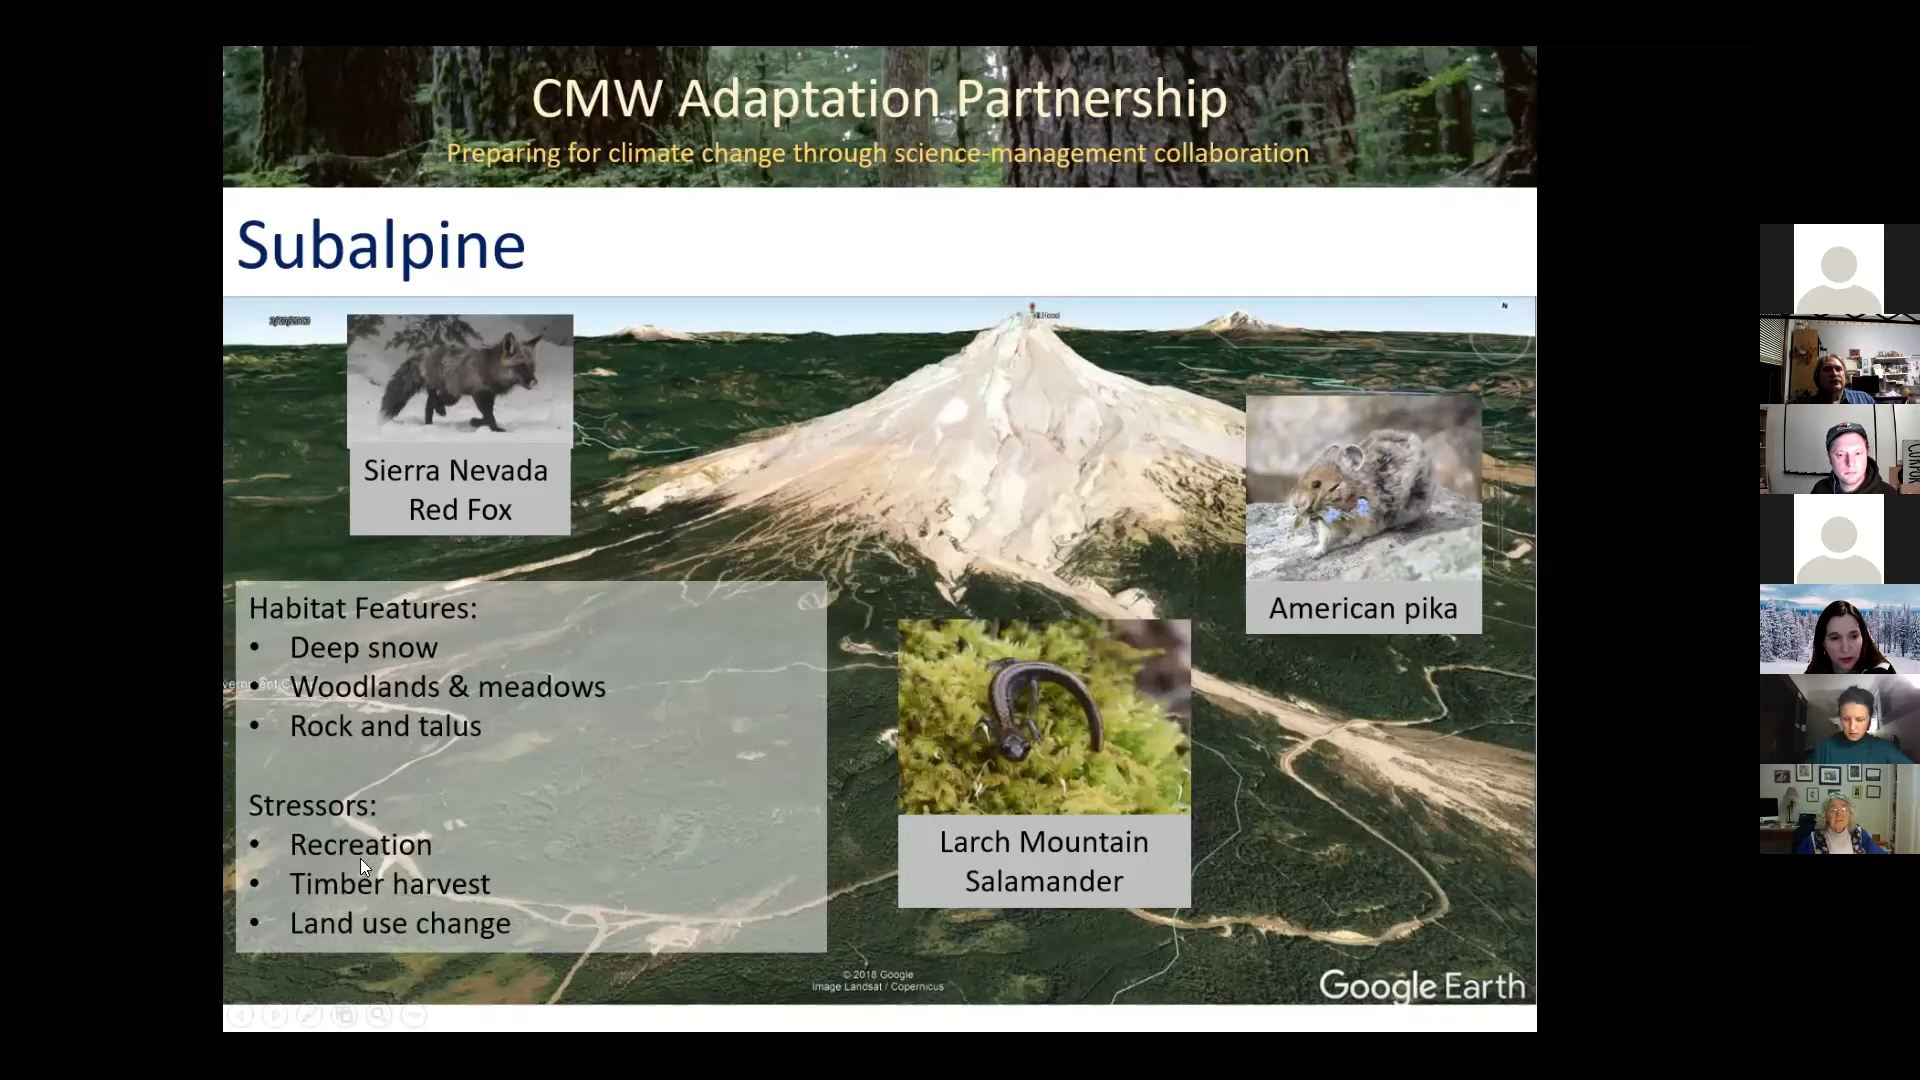 CMW Adaptation Partnership
Preparing for climate change through science-management collaboration
Subalpine
N
Sierra Nevada
Red Fox
American pika
Habitat Features:
• Deep snow
• Woodlands & meadows
• Rock and talus
Stressors:
• Recreation
• Timber harvest
• Land use change
Larch Mountain
Salamander
© 2018 Google
Image Landsat / Copernicus
Google Earth